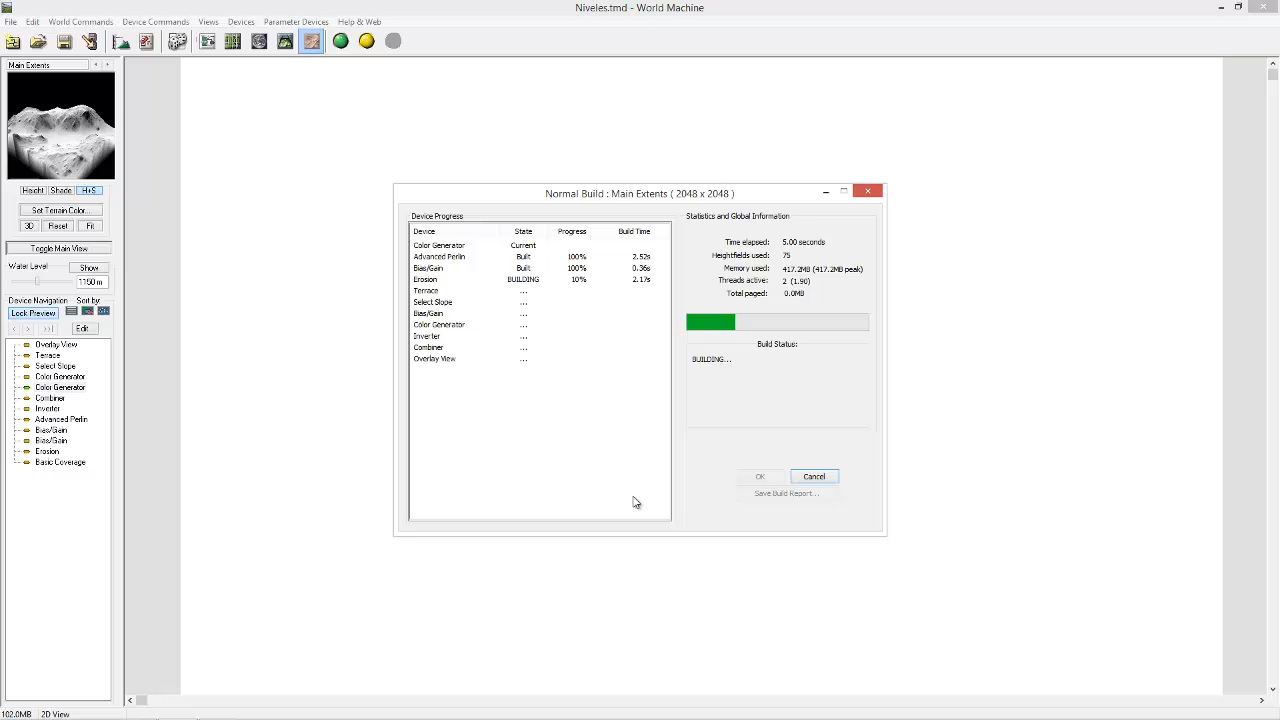 Niveles.tmd - World Machine
File Edit World Commands Device Commands Views Devices Parameter Devices Help & Web
Main Extents
Height Shade H+S
Set Terrain Color...
3D Reset Fit
Toggle Main View
Water Level Show
1150 m
Device Navigation Sort by:
Lock Preview
Edit
Overlay View
Terrace
Select Slope
Color Generator
Color Generator
Combiner
Inverter
Advanced Perlin
Bias/Gain
Bias/Gain
Erosion
Basic Coverage
Normal Build : Main Extents ( 2048 x 2048 )
Device Progress
Device State Progress Build Time
Color Generator Current
Advanced Perlin Built 100% 2.52s
Bias/Gain Built 100% 0.36s
Erosion BUILDING 10% 2.17s
Terrace ...
Select Slope ...
Bias/Gain ...
Color Generator ...
Inverter ...
Combiner ...
Overlay View ...
Statistics and Global Information
Time elapsed: 5.00 seconds
Heightfields used: 75
Memory used: 417.2MB (417.2MB peak)
Threads active: 2 (1.90)
Total paged: 0.0MB
Build Status:
BUILDING...
OK Cancel
Save Build Report...
102.0MB 2D View